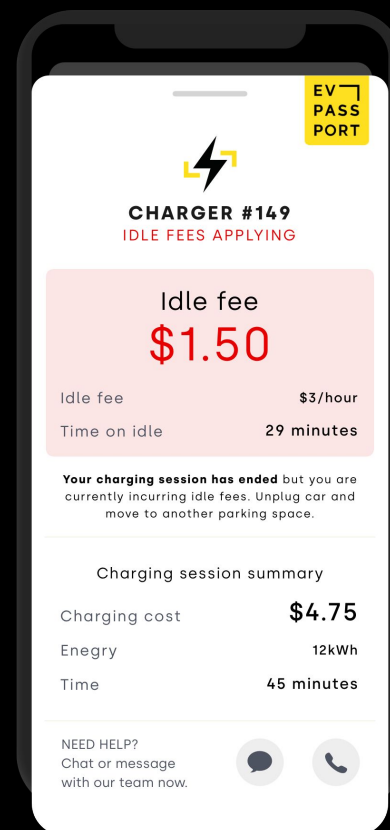 EV
PASS
PORT
CHARGER #149
IDLE FEES APPLYING
Idle fee
$1.50
Idle fee $3/hour
Time on idle 29 minutes
Your charging session has ended but you are
currently incurring idle fees. Unplug car and
move to another parking space.
Charging session summary
Charging cost $4.75
Enegry 12kWh
Time 45 minutes
NEED HELP?
Chat or message
with our team now.